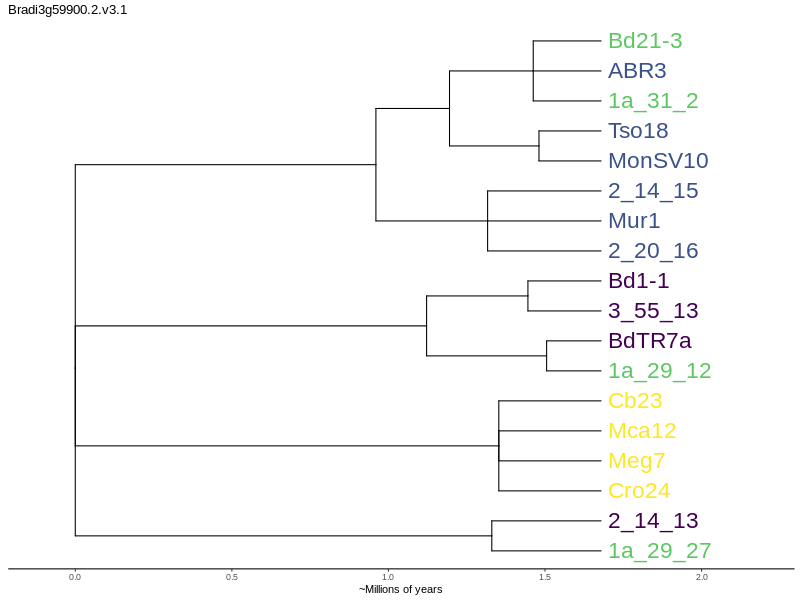 Bradi3g59900.2.v3.1
Bd21-3
ABR3
1a_31_2
Tso18
MonSV10
2_14_15
Mur1
2_20_16
Bd1-1
3_55_13
BdTR7a
1a_29_12
Cb23
Mca12
Meg7
Cro24
2_14_13
1a_29_27
0.0 0.5 1.0 1.5 2.0
~Millions of years